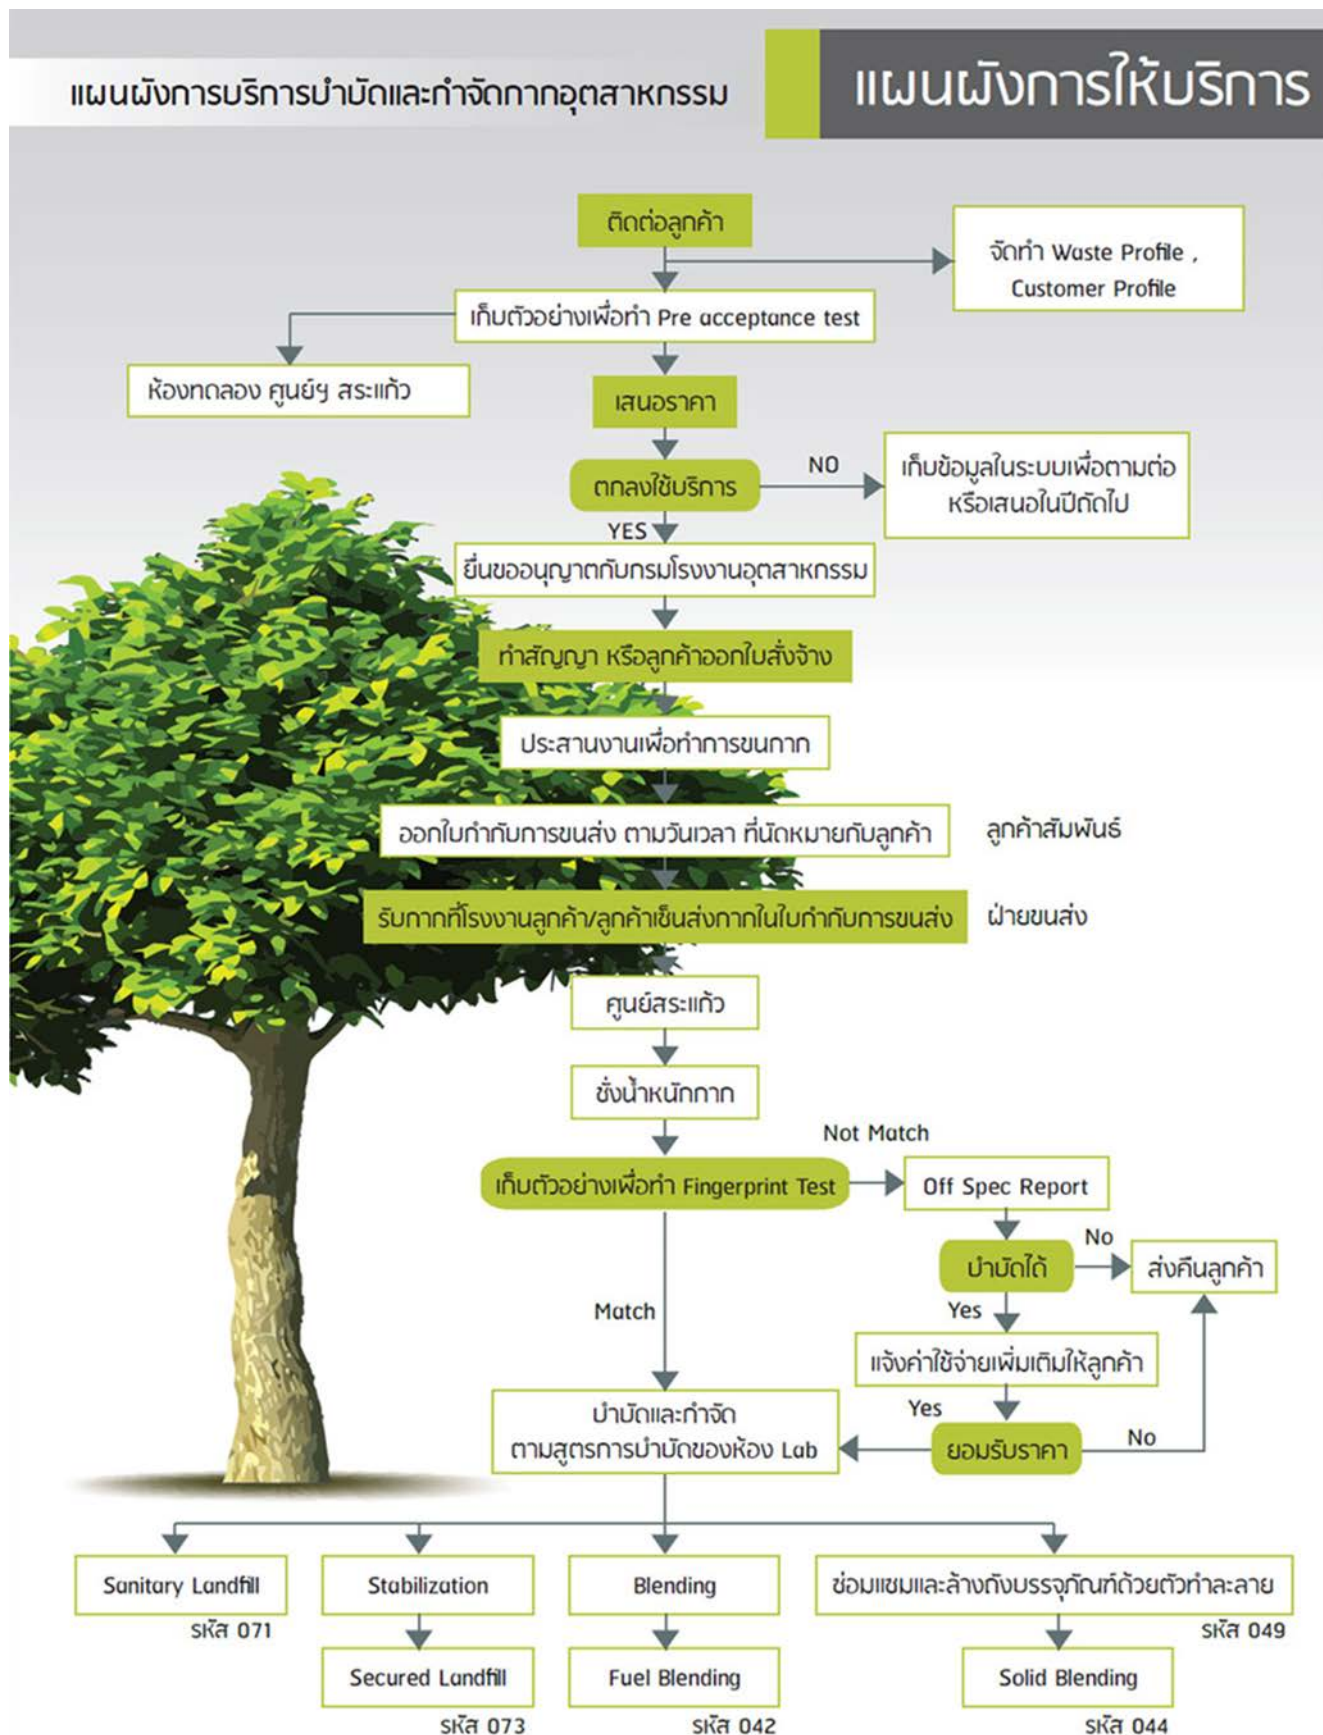 แผนผังการบริการบำบัดและกำจัดกากอุตสาหกรรม
แผนผังการให้บริการ
ติดต่อลูกค้า
จัดทำ Waste Profile ,
Customer Profile
เก็บตัวอย่างเพื่อทำ Pre acceptance test
ห้องทดลอง ศูนย์ฯ สระแก้ว
เสนอราคา
ตกลงใช้บริการ
NO
เก็บข้อมูลในระบบเพื่อตามต่อ
หรือเสนอในปีถัดไป
YES
ยื่นขออนุญาตกับกรมโรงงานอุตสาหกรรม
ทำสัญญา หรือลูกค้าออกใบสั่งจ้าง
ประสานงานเพื่อทำการขนกาก
ออกใบกำกับการขนส่ง ตามวันเวลา ที่นัดหมายกับลูกค้า
ลูกค้าสัมพันธ์
รับกากที่โรงงานลูกค้า/ลูกค้าเซ็นส่งกากในใบกำกับการขนส่ง
ฝ่ายขนส่ง
ศูนย์สระแก้ว
ชั่งน้ำหนักกาก
Not Match
เก็บตัวอย่างเพื่อทำ Fingerprint Test
Off Spec Report
No
บำบัดได้
ส่งคืนลูกค้า
Yes
Match
แจ้งค่าใช้จ่ายเพิ่มเติมให้ลูกค้า
Yes
บำบัดและกำจัด
ตามสูตรการบำบัดของห้อง Lab
ยอมรับราคา
No
Sanitary Landfill
Stabilization
Blending
ซ่อมแซมและล้างถังบรรจุภัณฑ์ด้วยตัวทำละลาย
รหัส 071
รหัส 049
Secured Landfill
Fuel Blending
Solid Blending
รหัส 073
รหัส 042
รหัส 044